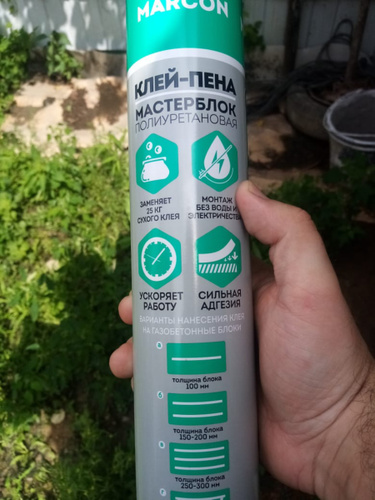 MARCON
КЛЕЙ-ПЕНА
МАСТЕРБЛОК
ПОЛИУРЕТАНОВАЯ
ЗАМЕНЯЕТ
25 КГ
СУХОГО КЛЕЯ
МОНТАЖ
БЕЗ ВОДЫ И
ЭЛЕКТРИЧЕСТВА
УСКОРЯЕТ
РАБОТУ
СИЛЬНАЯ
АДГЕЗИЯ
ВАРИАНТЫ НАНЕСЕНИЯ КЛЕЯ
НА ГАЗОБЕТОННЫЕ БЛОКИ
толщина блока
100 мм
толщина блока
150-200 мм
толщина блока
250-300 мм